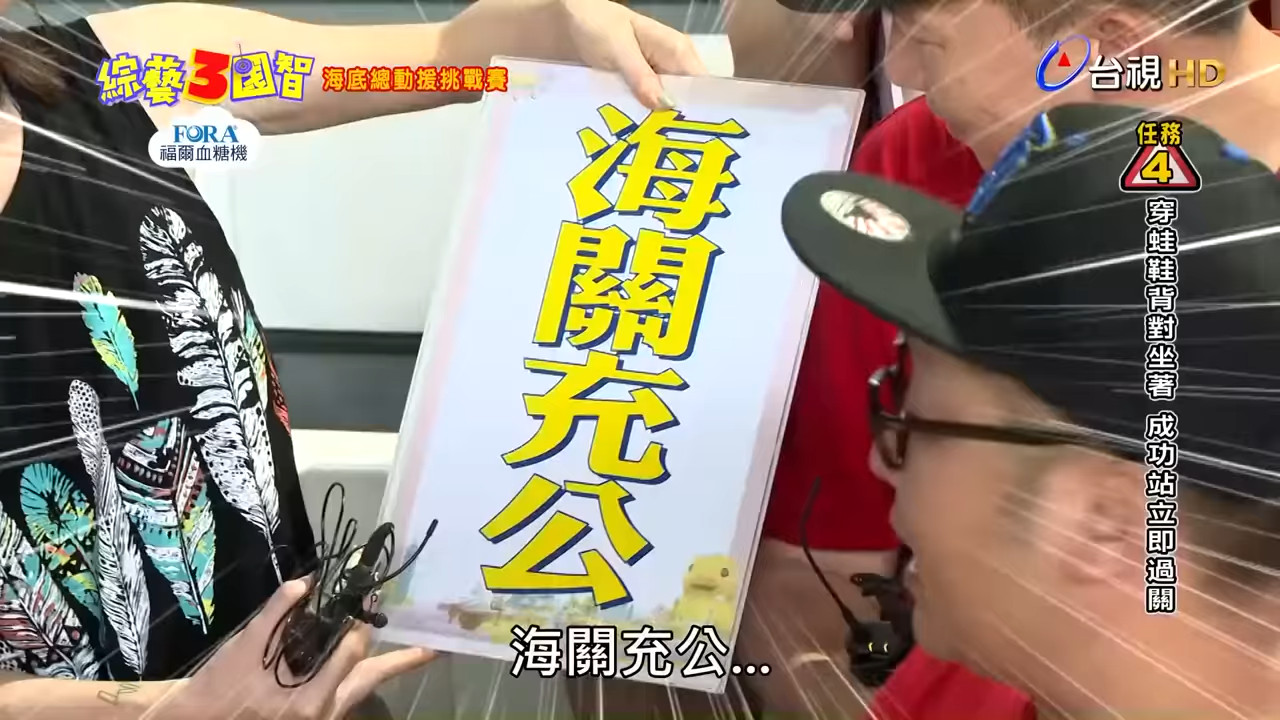 綜藝3國智
海底總動援挑戰賽
FORA
福爾血糖機
台視HD
任務
4
穿蛙鞋背對坐著 成功站立即過關
海關充公
海關充公...